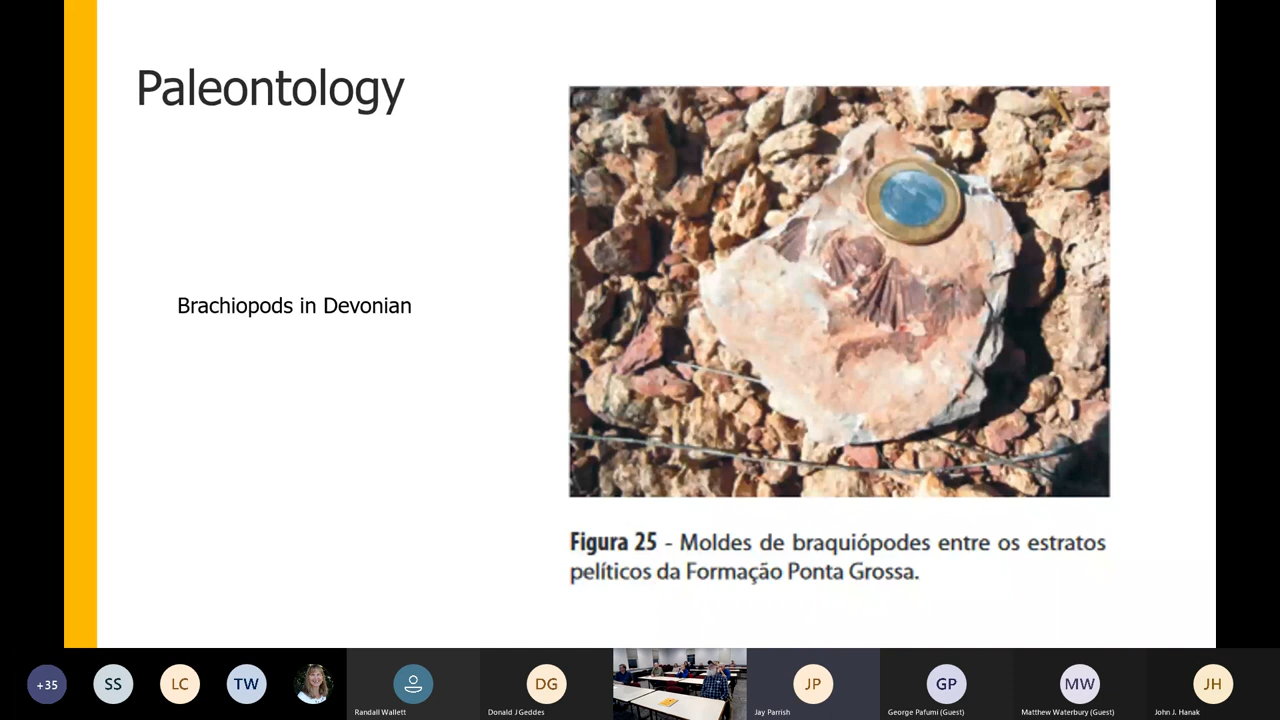 Paleontology
Brachiopods in Devonian
Figura 25 - Moldes de braquiópodes entre os estratos
pelíticos da Formação Ponta Grossa.
+35
SS
LC
TW
DG
JP
GP
MW
JH
Randall Wallett
Donald J Geddes
Jay Parrish
George Pafumi (Guest)
Matthew Waterbury (Guest)
John J. Hanak